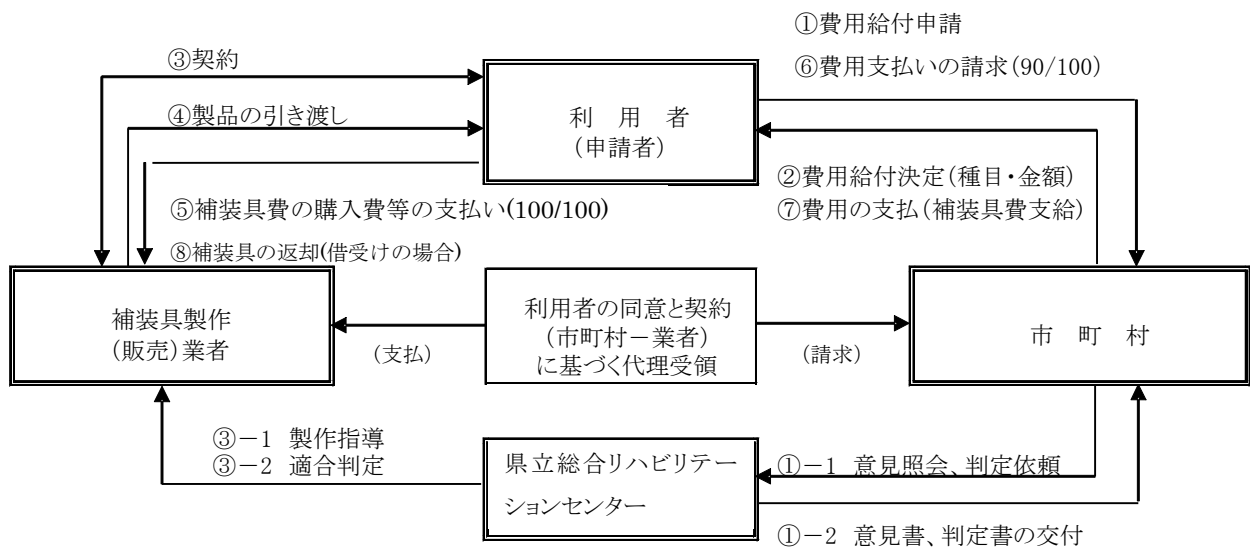 ①費用給付申請
③契約
⑥費用支払いの請求(90/100)
④製品の引き渡し
利　用　者
(申請者)
②費用給付決定(種目・金額)
⑤補装具費の購入費等の支払い(100/100)
⑦費用の支払(補装具費支給)
⑧補装具の返却(借受けの場合)
補装具製作
(販売)業者
利用者の同意と契約
(市町村－業者)
に基づく代理受領
市　町　村
(支払)
(請求)
③－1 製作指導
③－2 適合判定
県立総合リハビリテー
ションセンター
①－1 意見照会、判定依頼
①－2 意見書、判定書の交付